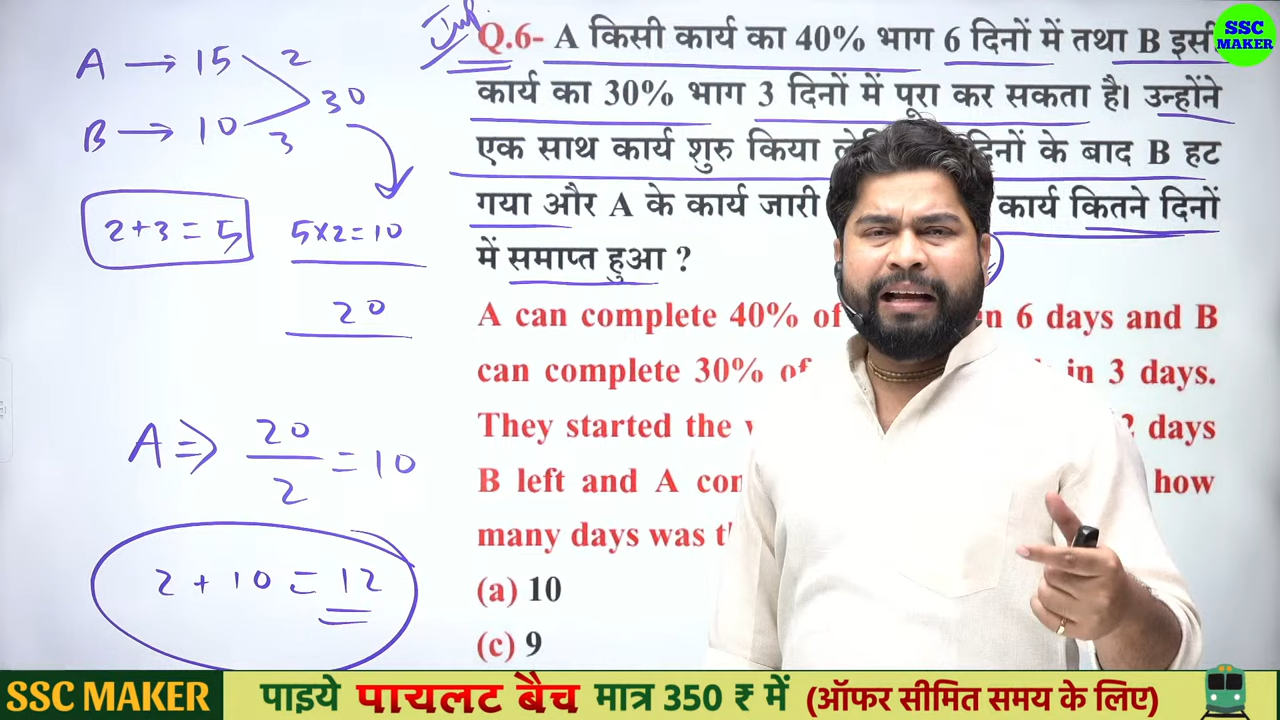 Imp.
Q.6- A किसी कार्य का 40% भाग 6 दिनों में तथा B इसी
कार्य का 30% भाग 3 दिनों में पूरा कर सकता है। उन्होंने
एक साथ कार्य शुरु किया दिनों के बाद B हट
गया और A के कार्य जारी कार्य कितने दिनों
में समाप्त हुआ ?
A can complete 40% of in 6 days and B
can complete 30% of in 3 days.
They started the 2 days
B left and A how
many days was
(a) 10
(c) 9
A → 15 2
30
B → 10 3
2+3=5 5×2=10
20
A ⇒ 20/2 = 10
2 + 10 = 12
SSC
MAKER
SSC MAKER पाइये पायलट बैच मात्र 350 ₹ में (ऑफर सीमित समय के लिए)